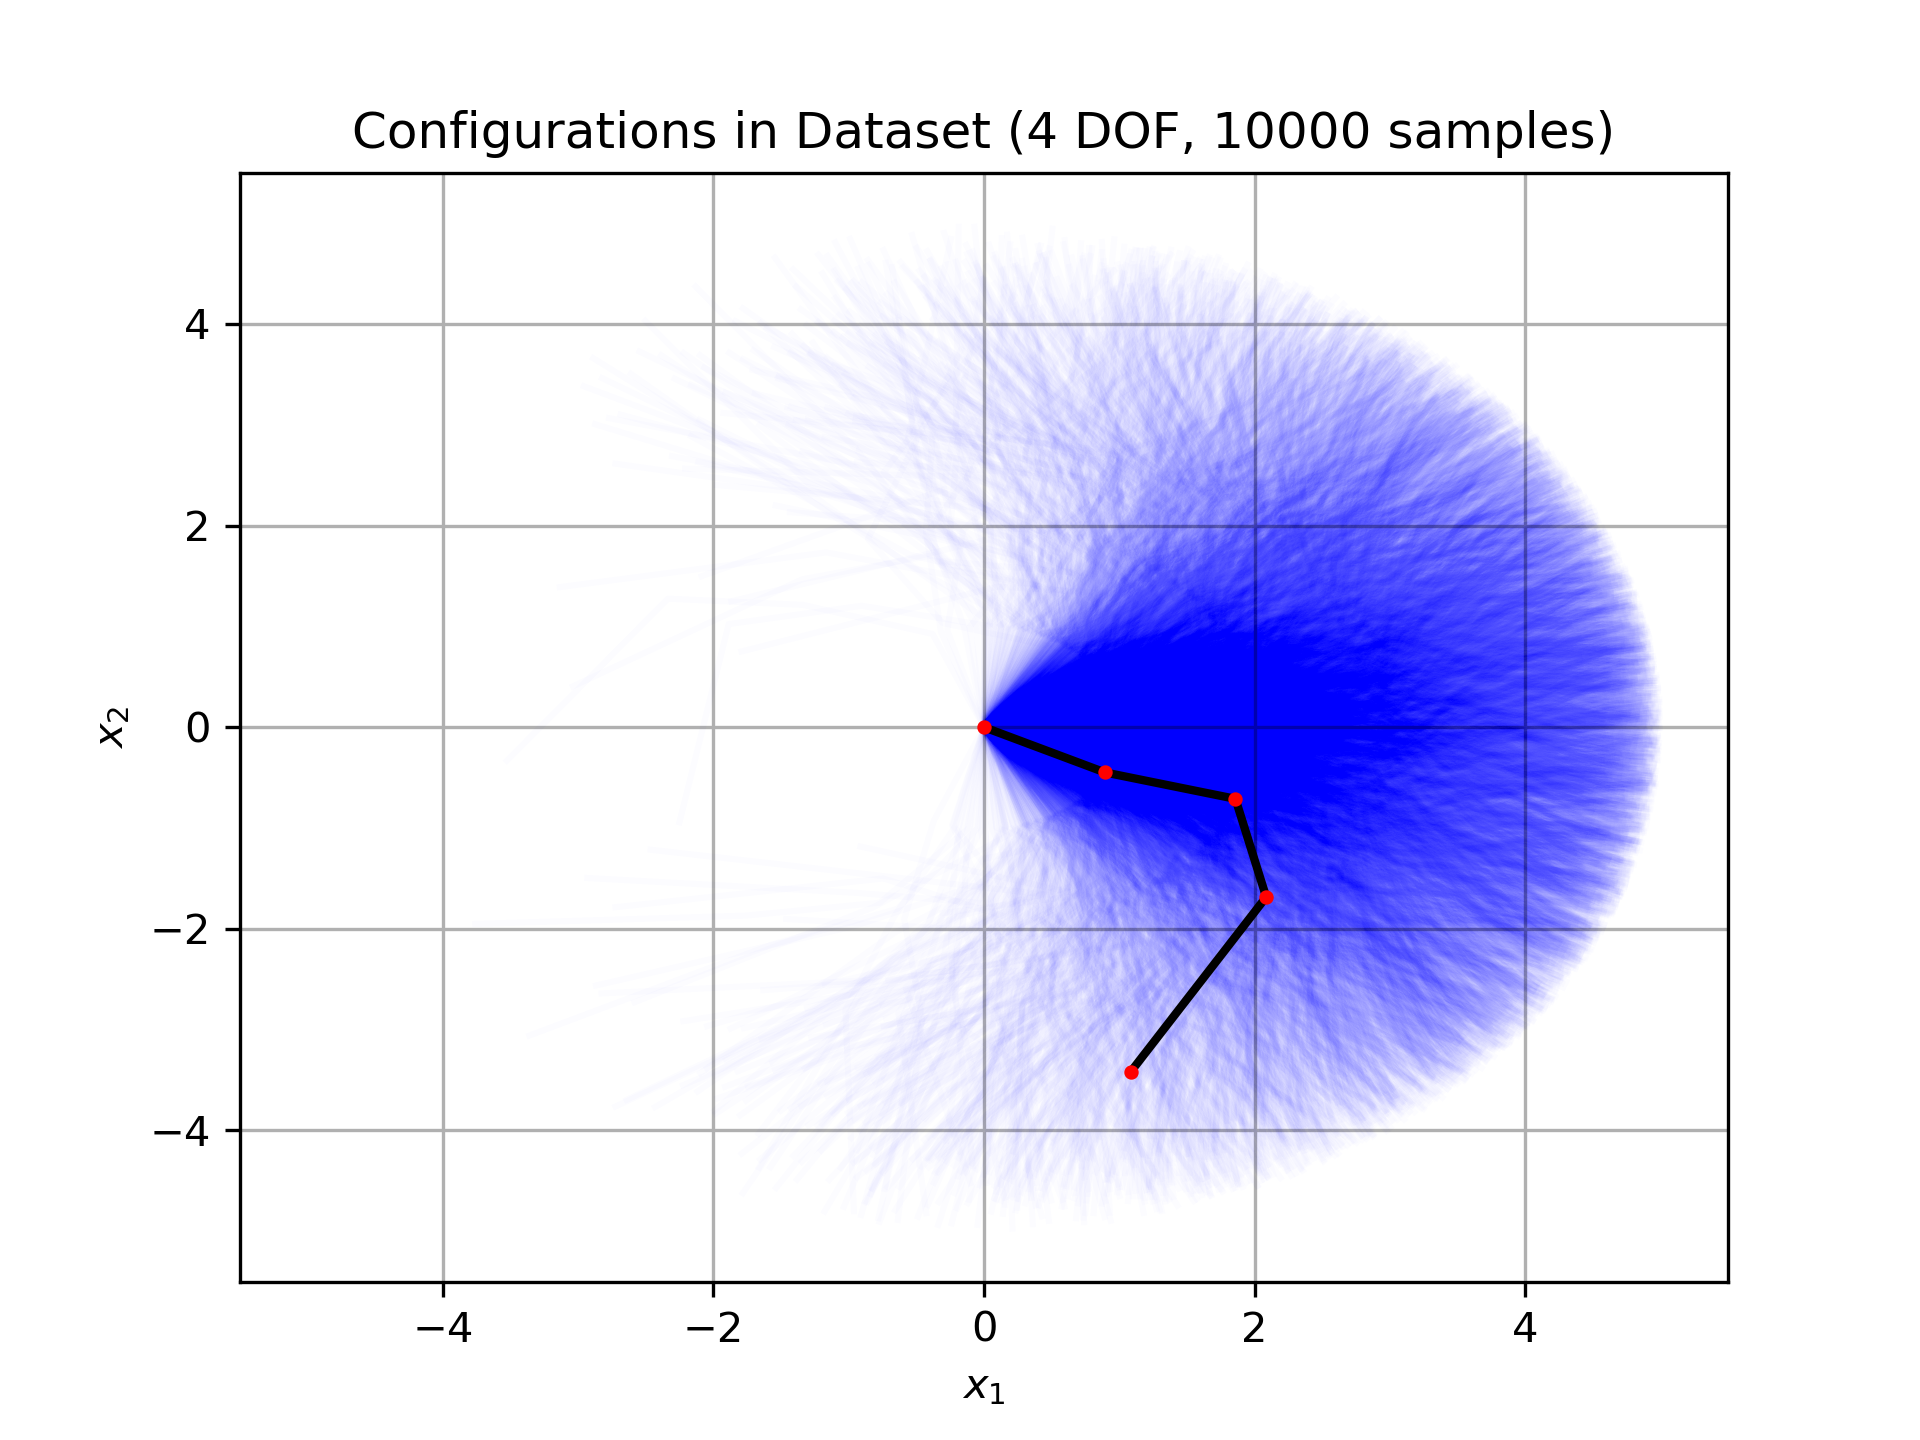 Configurations in Dataset (4 DOF, 10000 samples)
4
2
0
−2
−4
x₂
−4 −2 0 2 4
x₁